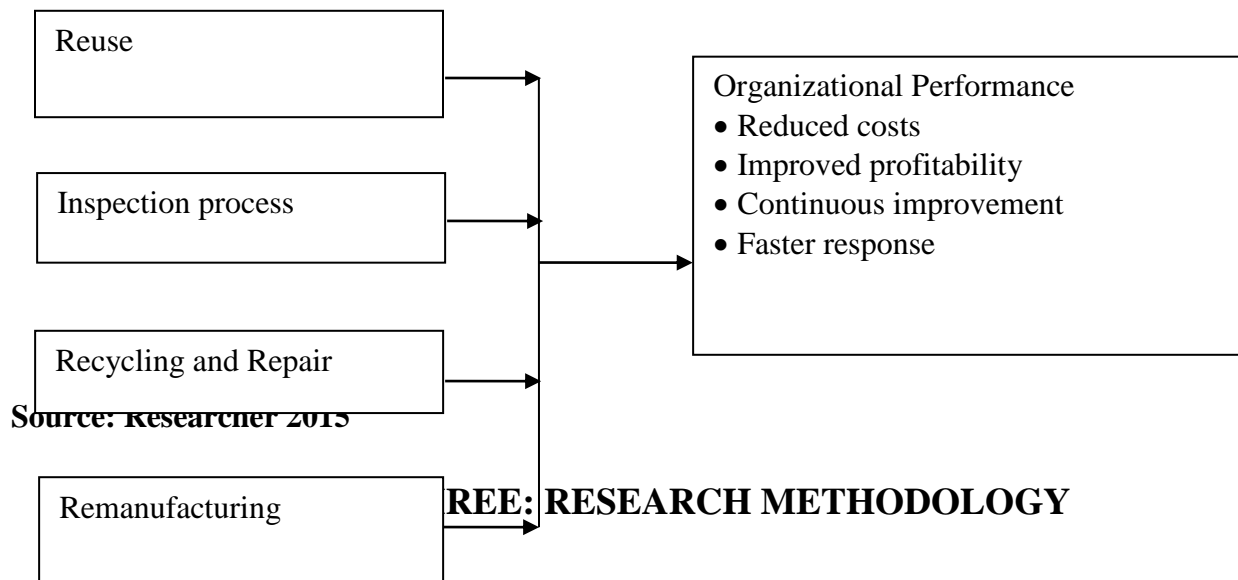 Reuse
Organizational Performance
• Reduced costs
• Improved profitability
• Continuous improvement
• Faster response
Inspection process
Recycling and Repair
Source: Researcher 2015
Remanufacturing
REE: RESEARCH METHODOLOGY